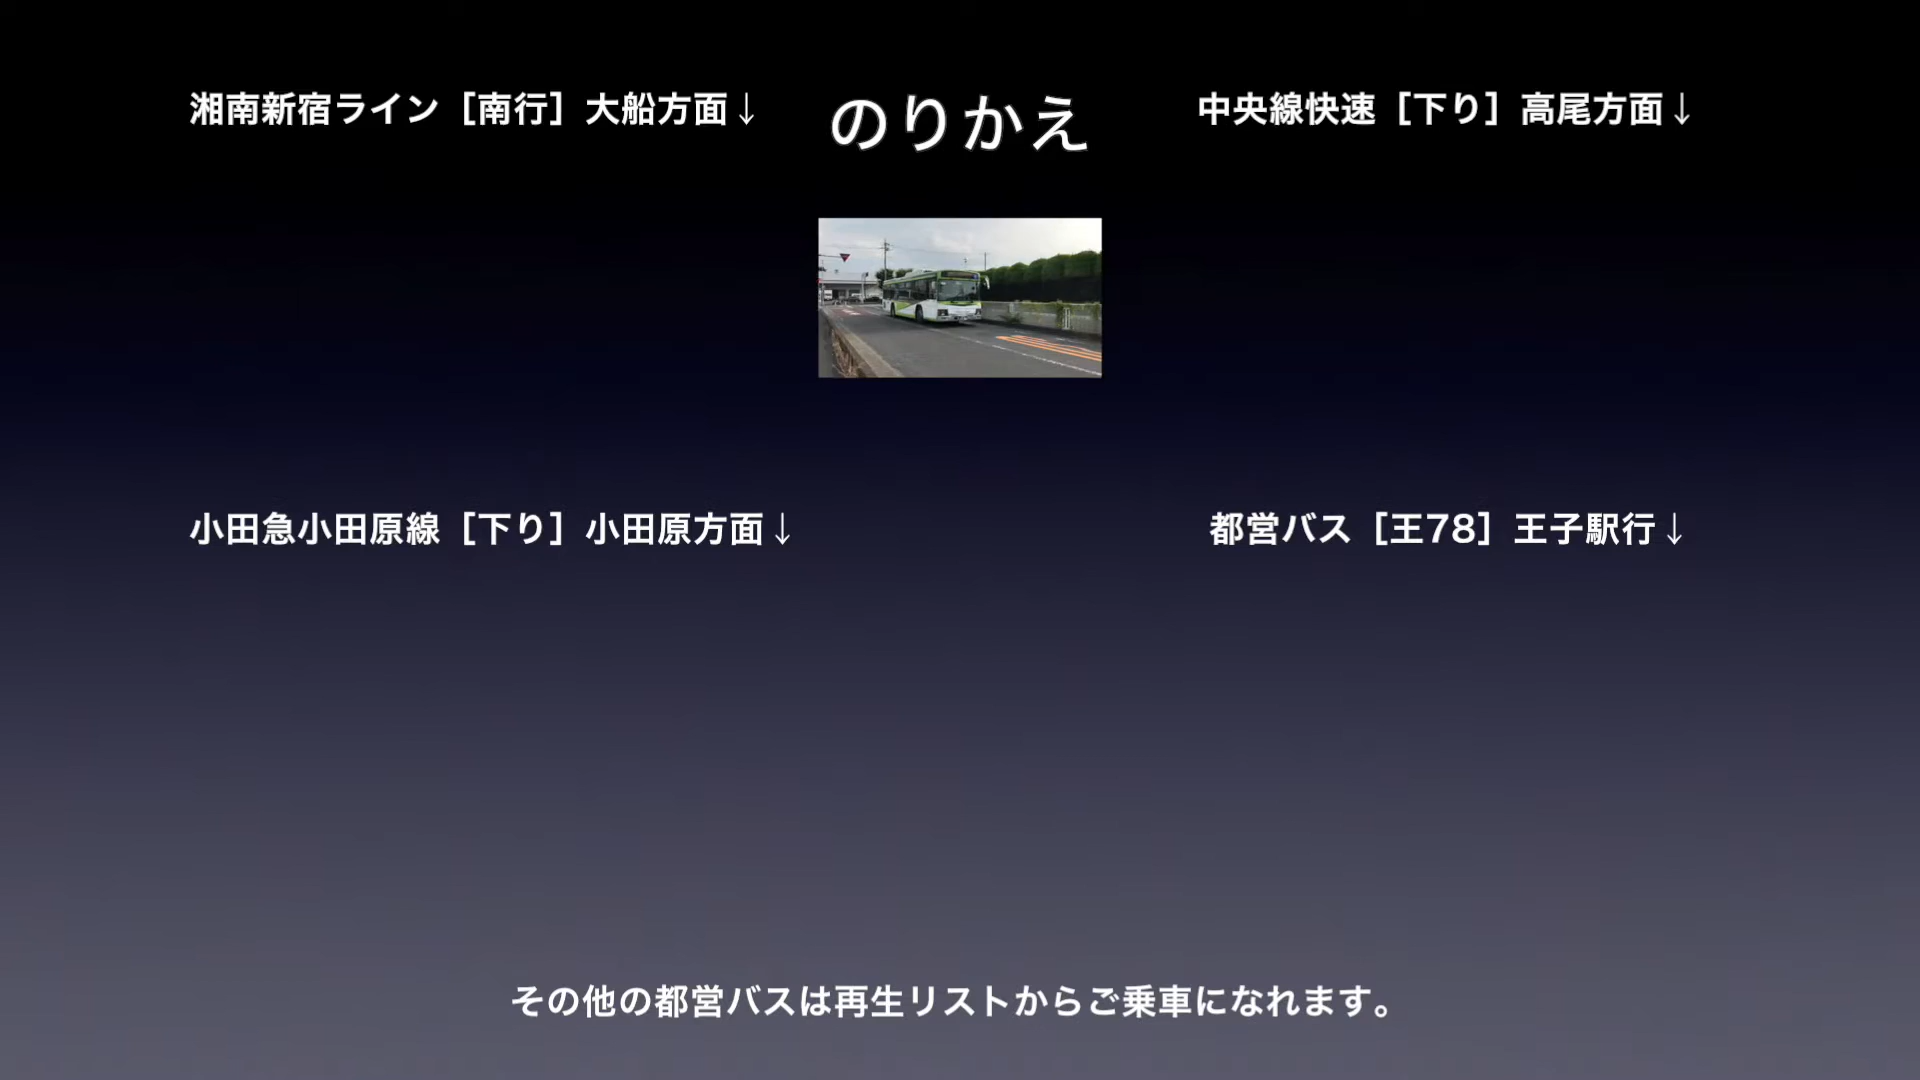 湘南新宿ライン［南行］大船方面↓
のりかえ
中央線快速［下り］高尾方面↓
小田急小田原線［下り］小田原方面↓
都営バス［王78］王子駅行↓
その他の都営バスは再生リストからご乗車になれます。